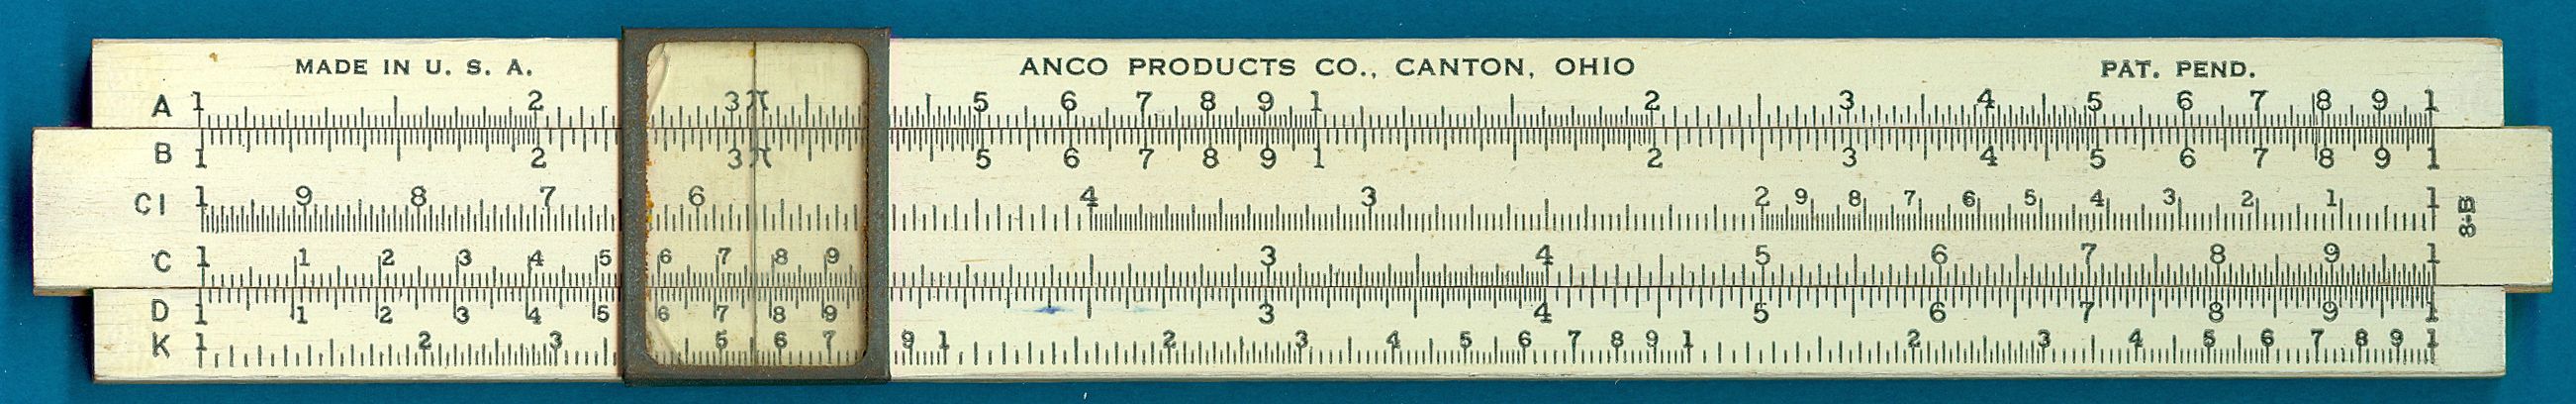 MADE IN U. S. A. ANCO PRODUCTS CO., CANTON, OHIO PAT. PEND.
A 1 2 3 π 5 6 7 8 9 1 2 3 4 5 6 7 8 9 1
B 1 2 3 π 5 6 7 8 9 1 2 3 4 5 6 7 8 9 1
CI 1 9 8 7 6 4 3 2 9 8 7 6 5 4 3 2 1 1
8-B
C 1 1 2 3 4 5 6 7 8 9 3 4 5 6 7 8 9 1
D 1 1 2 3 4 5 6 7 8 9 3 4 5 6 7 8 9 1
K 1 2 3 5 6 7 9 1 2 3 4 5 6 7 8 9 1 2 3 4 5 6 7 8 9 1